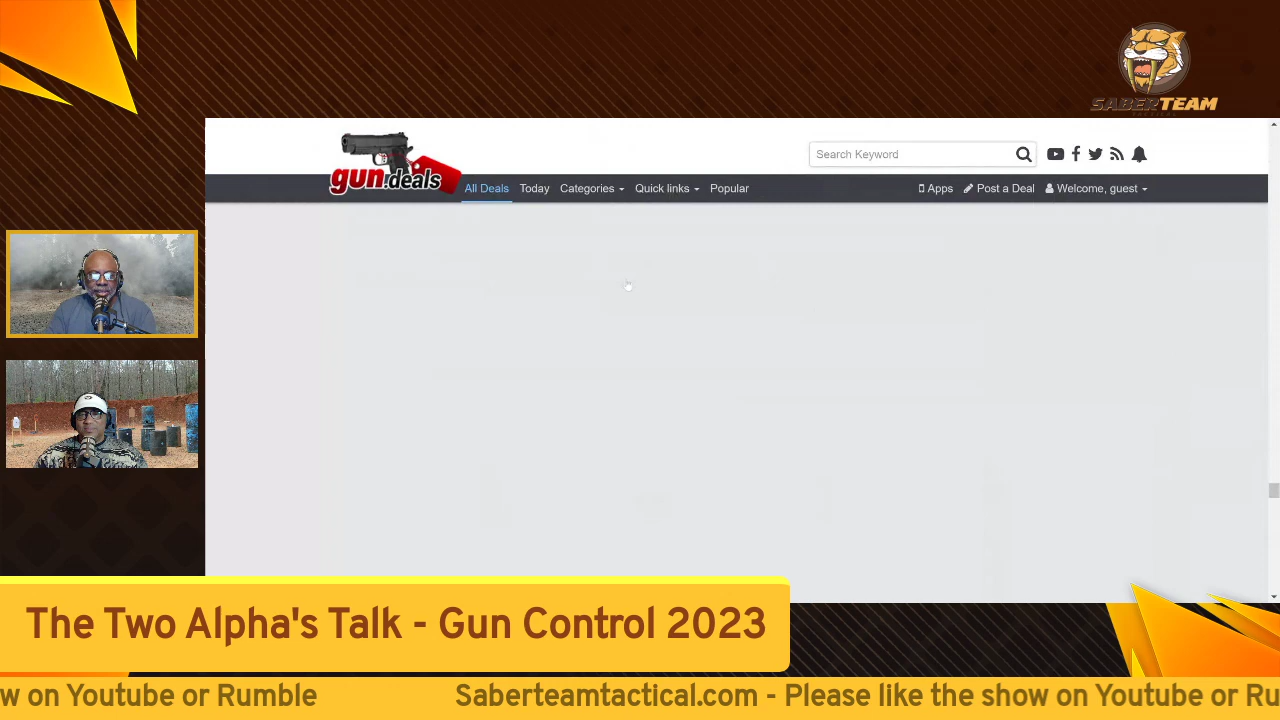 SABERTEAM
gun.deals
Search Keyword
All Deals Today Categories Quick links Popular Apps Post a Deal Welcome, guest
The Two Alpha's Talk - Gun Control 2023
w on Youtube or Rumble Saberteamtactical.com - Please like the show on Youtube or Ru